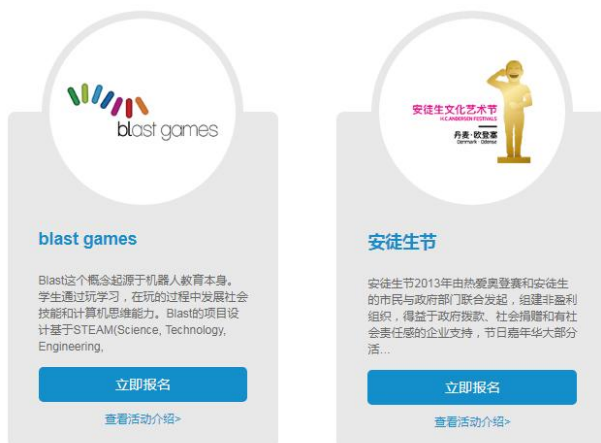 blast games
blast games
Blast这个概念起源于机器人教育本身。
学生通过玩学习，在玩的过程中发展社会
技能和计算机思维能力。Blast的项目设
计基于STEAM(Science, Technology,
Engineering,
立即报名
查看活动介绍>
安徒生文化艺术节
H.C.ANDERSEN FESTIVALS
丹麦·欧登塞
Denmark · Odense
安徒生节
安徒生节2013年由热爱奥登赛和安徒生
的市民与政府部门联合发起，组建非盈利
组织，得益于政府拨款、社会捐赠和有社
会责任感的企业支持，节日嘉年华大部分
活...
立即报名
查看活动介绍>